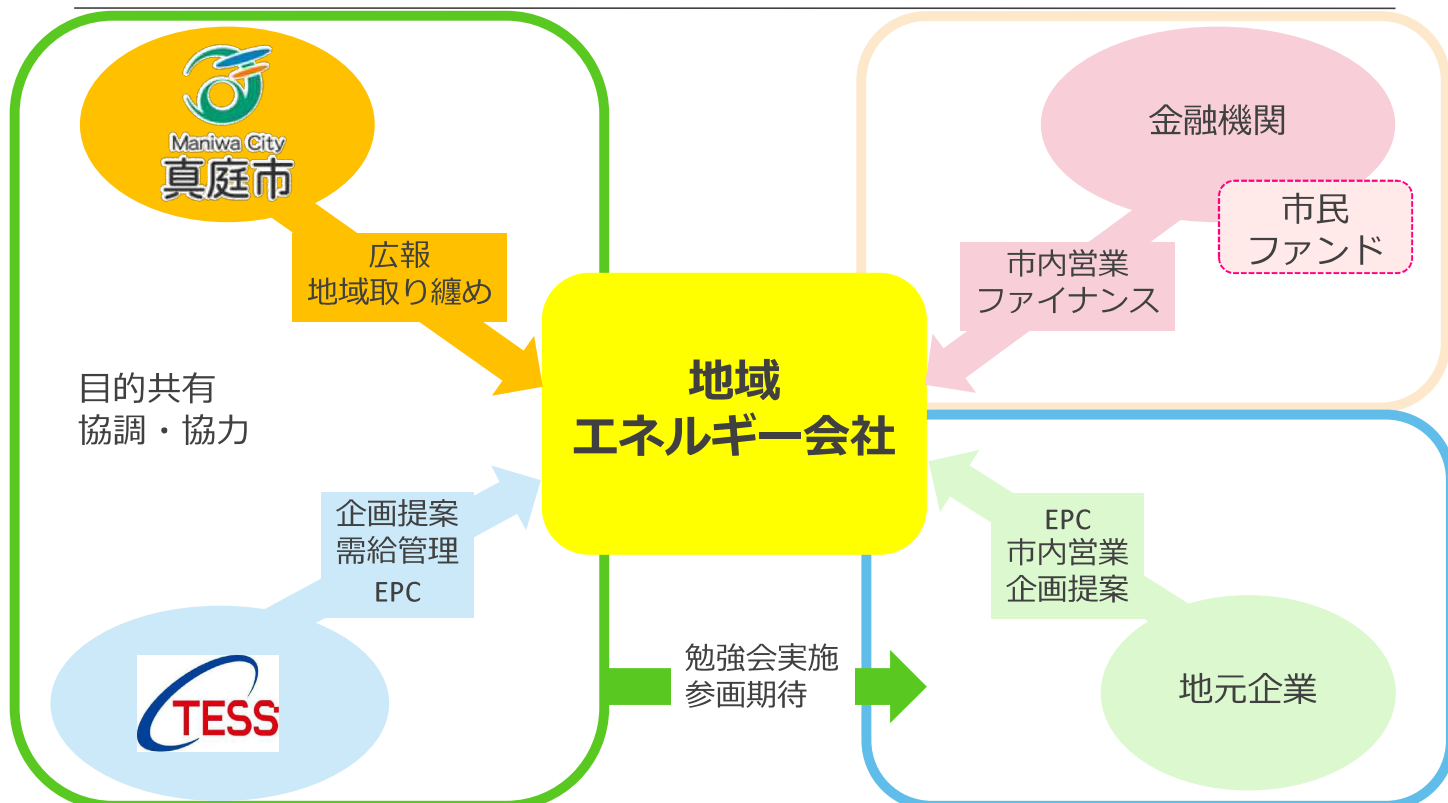 Maniwa City
真庭市
広報
地域取り纏め
金融機関
市民
ファンド
市内営業
ファイナンス
目的共有
協調・協力
地域
エネルギー会社
企画提案
需給管理
EPC
TESS
EPC
市内営業
企画提案
地元企業
勉強会実施
参画期待